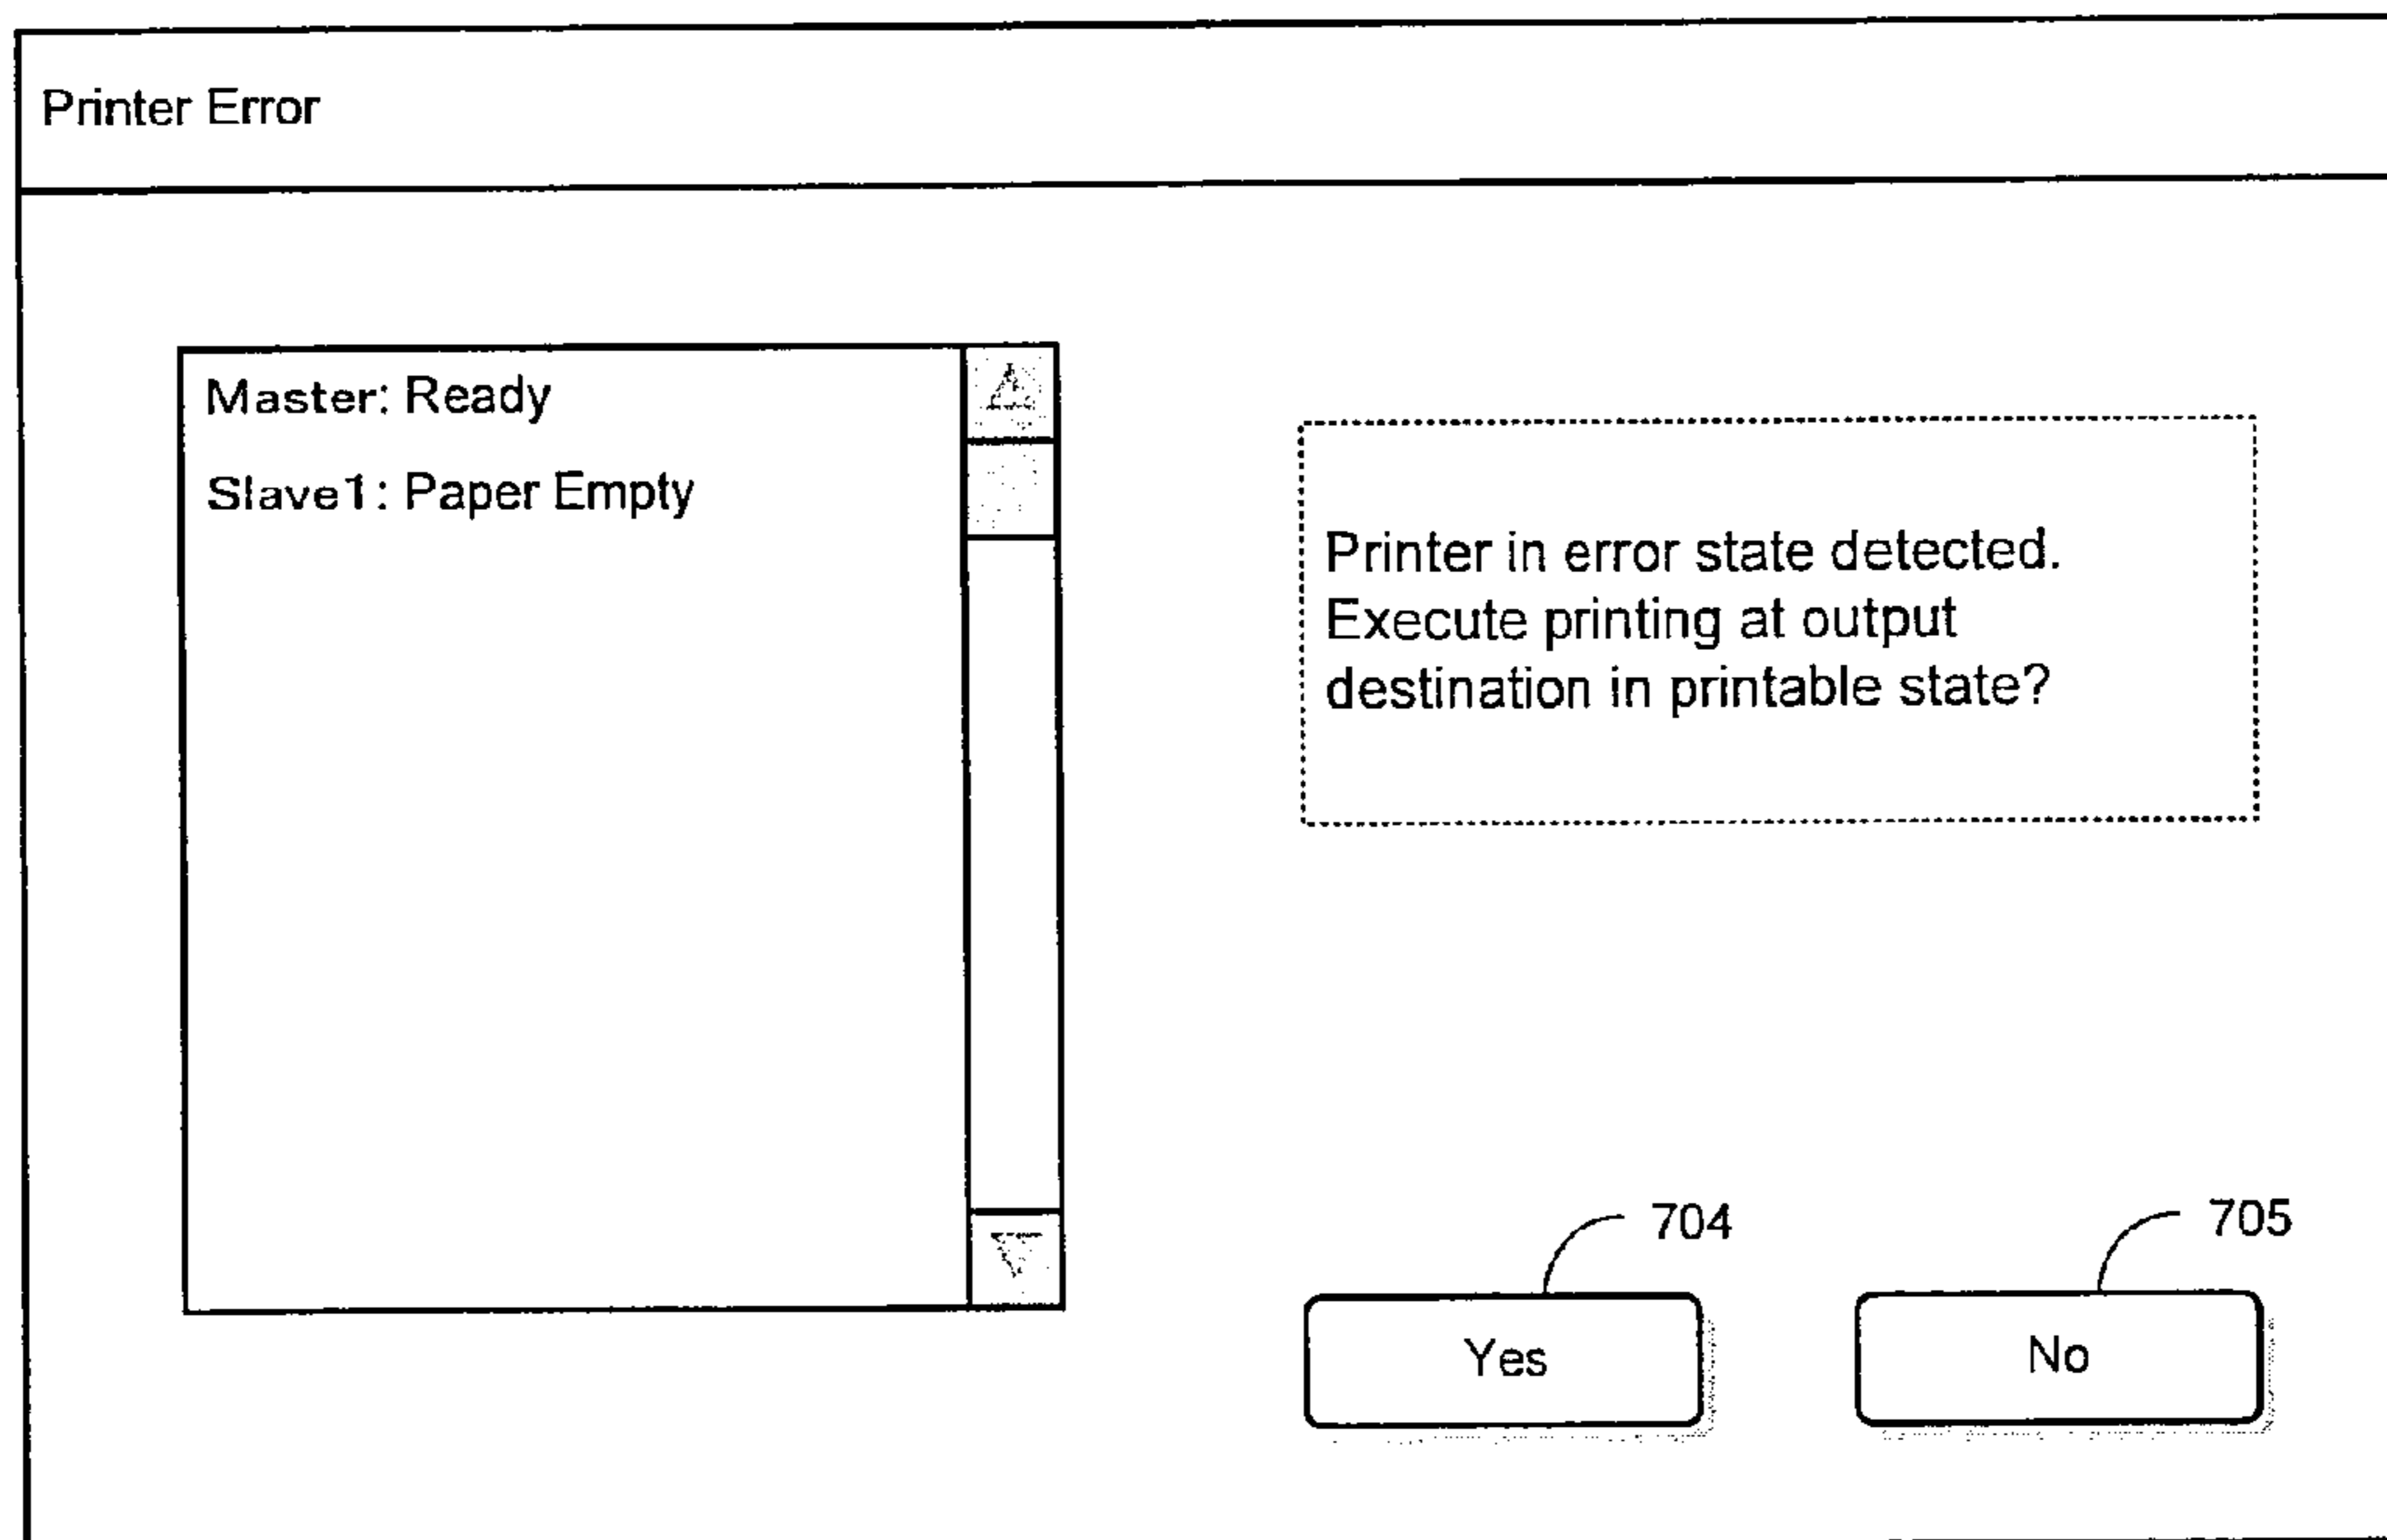 Printer Error
Master: Ready
Slave1: Paper Empty
Printer in error state detected.
Execute printing at output
destination in printable state?
704
705
Yes
No